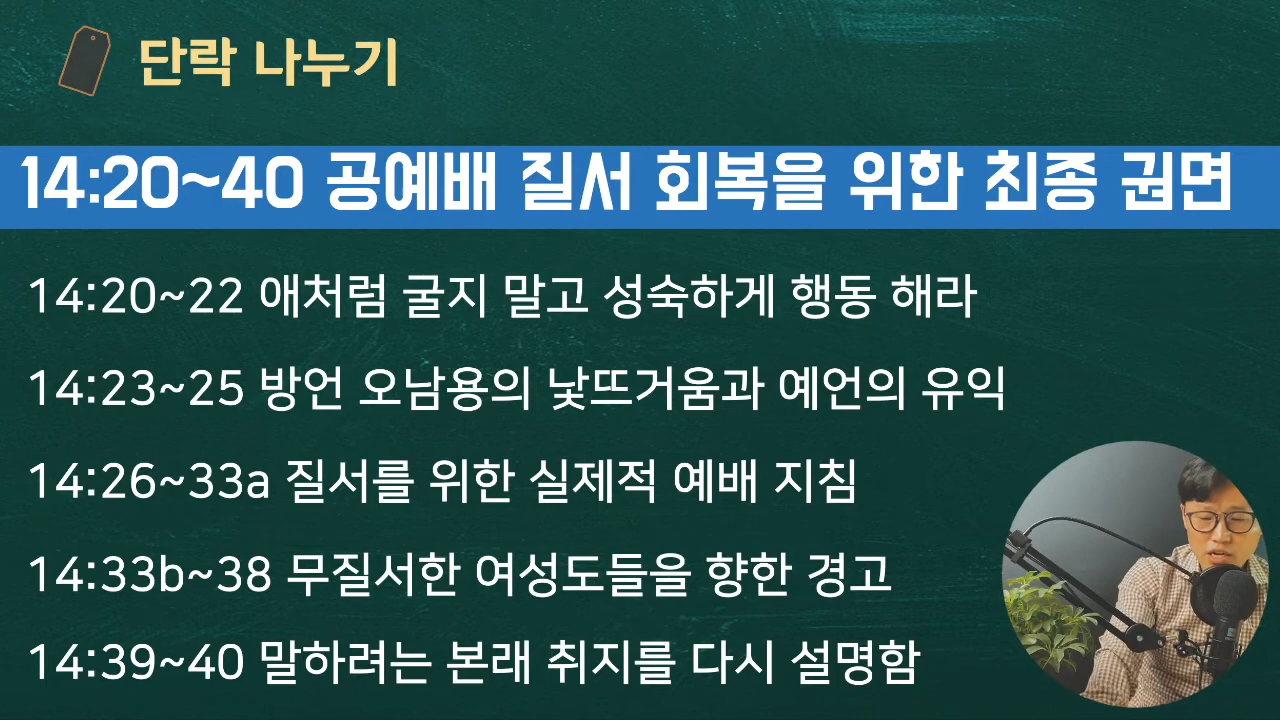 단락 나누기
14:20~40 공예배 질서 회복을 위한 최종 권면
14:20~22 애처럼 굴지 말고 성숙하게 행동 해라
14:23~25 방언 오남용의 낯뜨거움과 예언의 유익
14:26~33a 질서를 위한 실제적 예배 지침
14:33b~38 무질서한 여성도들을 향한 경고
14:39~40 말하려는 본래 취지를 다시 설명함